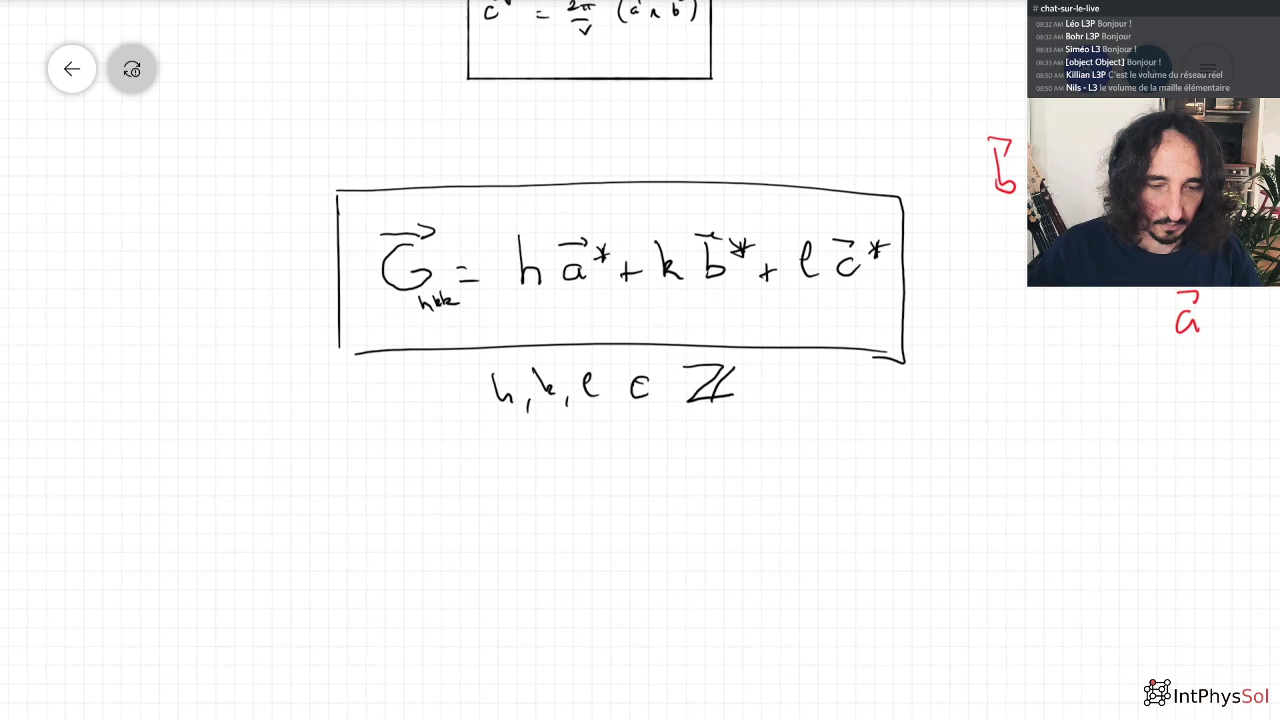 # chat-sur-le-live
08:32 AM Léo L3P Bonjour !
08:32 AM Bohr L3P Bonjour
08:33 AM Siméo L3 Bonjour !
08:33 AM [object Object] Bonjour !
08:50 AM Killian L3P C'est le volume du réseau réel
08:50 AM Nils - L3 le volume de la maille élémentaire
c* = 2π/V (a ∧ b)
b⃗
G⃗hkl = h a⃗* + k b⃗* + l c⃗*
a⃗
h, k, l ∈ ℤ
IntPhysSol